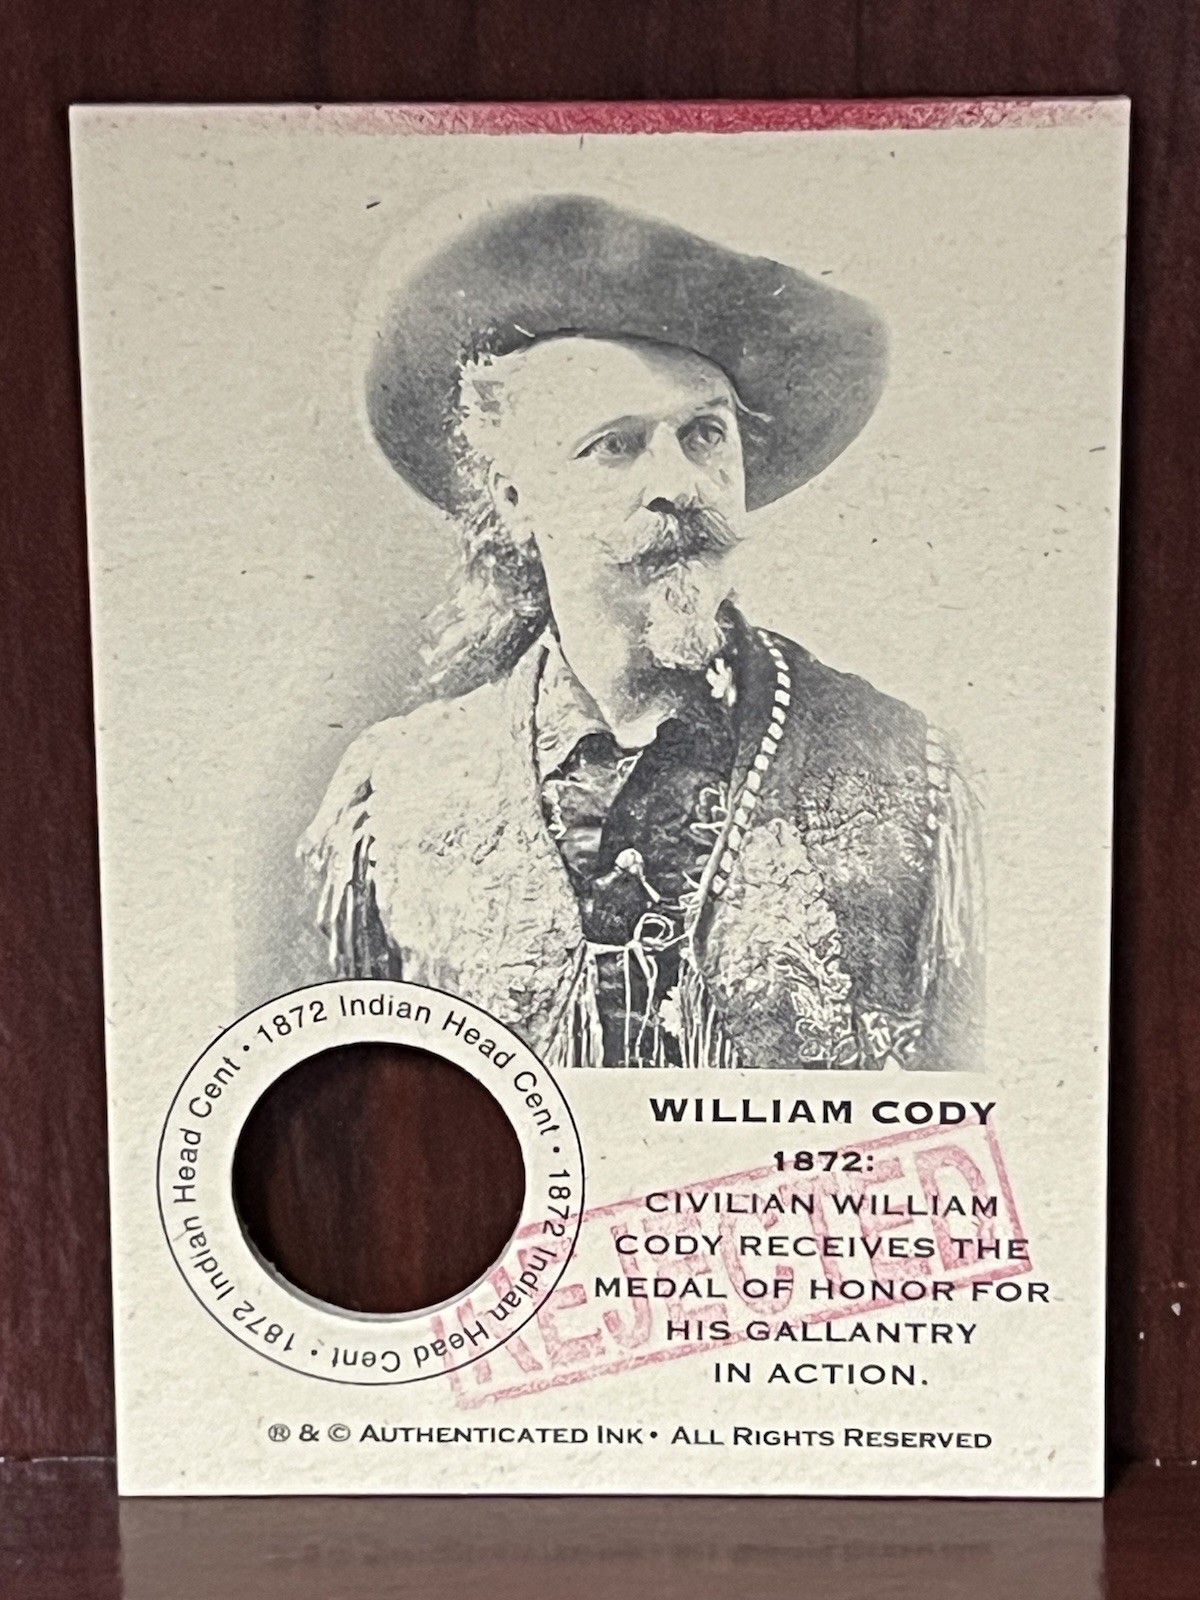 1872 Indian Head Cent • 1872 Indian Head Cent • 1872 Indian Head Cent •
WILLIAM CODY
1872:
CIVILIAN WILLIAM
CODY RECEIVES THE
MEDAL OF HONOR FOR
HIS GALLANTRY
IN ACTION.
REJECTED
® & © AUTHENTICATED INK • ALL RIGHTS RESERVED